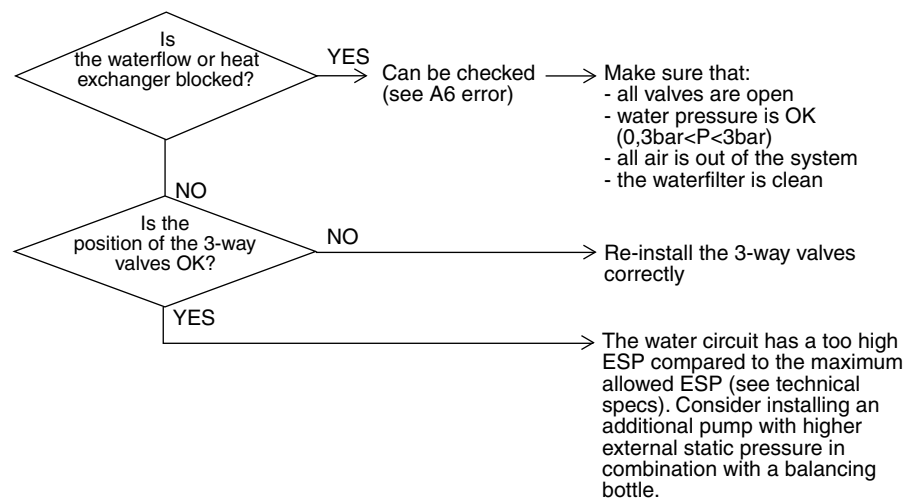 Is
the waterflow or heat
exchanger blocked?
YES
Can be checked
(see A6 error)
Make sure that:
- all valves are open
- water pressure is OK
(0,3bar<P<3bar)
- all air is out of the system
- the waterfilter is clean
NO
Is the
position of the 3-way
valves OK?
NO
Re-install the 3-way valves
correctly
YES
The water circuit has a too high
ESP compared to the maximum
allowed ESP (see technical
specs). Consider installing an
additional pump with higher
external static pressure in
combination with a balancing
bottle.